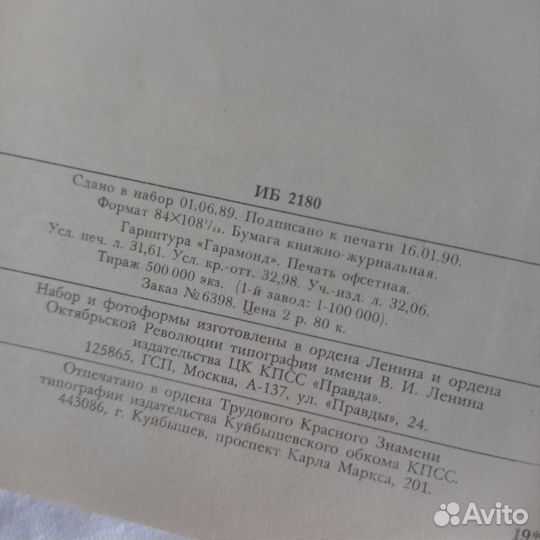 ИБ 2180
Сдано в набор 01.06.89. Подписано к печати 16.01.90.
Формат 84×108¹/₃₂. Бумага книжно-журнальная.
Гарнитура «Гарамонд». Печать офсетная.
Усл. печ. л. 31,61. Усл. кр.-отт. 32,98. Уч.-изд. л. 32,06.
Тираж 500 000 экз. (1-й завод: 1-100 000).
Заказ № 6398. Цена 2 р. 80 к.
Набор и фотоформы изготовлены в ордена Ленина и ордена
Октябрьской Революции типографии имени В. И. Ленина
издательства ЦК КПСС «Правда».
125865, ГСП, Москва, А-137, ул. «Правды», 24.
Отпечатано в ордена Трудового Красного Знамени
типографии издательства Куйбышевского обкома КПСС.
443086, г. Куйбышев, проспект Карла Маркса, 201.
19*
Avito